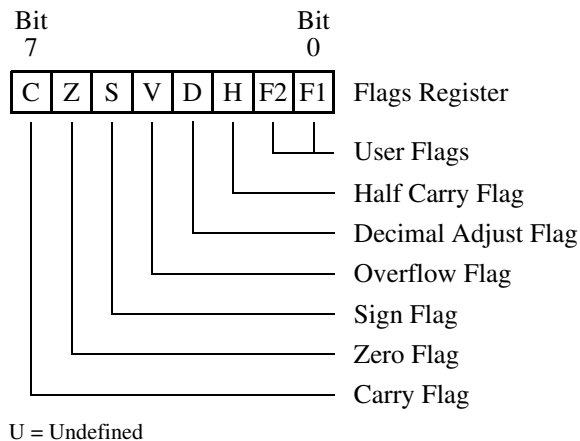 Bit Bit
7 0
C Z S V D H F2 F1 Flags Register
User Flags
Half Carry Flag
Decimal Adjust Flag
Overflow Flag
Sign Flag
Zero Flag
Carry Flag
U = Undefined